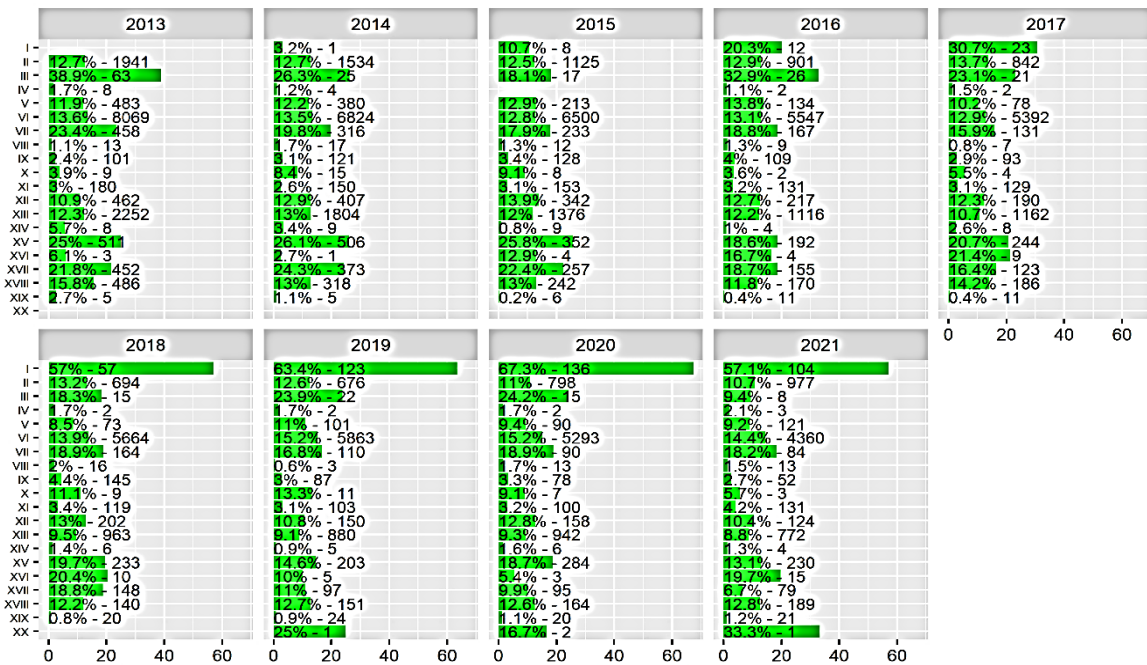 2013 2014 2015 2016 2017
I 3.2% - 1 10.7% - 8 20.3% - 12 30.7% - 23
II 12.7% - 1941 12.7% - 1534 12.5% - 1125 12.9% - 901 13.7% - 842
III 38.9% - 63 26.3% - 25 18.1% - 17 32.9% - 26 23.1% - 21
IV 1.7% - 8 1.2% - 4 1.1% - 2 1.5% - 2
V 11.9% - 483 12.2% - 380 12.9% - 213 13.8% - 134 10.2% - 78
VI 13.6% - 8069 13.5% - 6824 12.8% - 6500 13.1% - 5547 12.9% - 5392
VII 23.4% - 458 19.8% - 316 17.9% - 233 18.8% - 167 15.9% - 131
VIII 1.1% - 13 1.7% - 17 1.3% - 12 1.3% - 9 0.8% - 7
IX 2.4% - 101 3.1% - 121 3.4% - 128 4% - 109 2.9% - 93
X 3.9% - 9 8.4% - 15 9.1% - 8 3.6% - 2 5.5% - 4
XI 3% - 180 2.6% - 150 3.1% - 153 3.2% - 131 3.1% - 129
XII 10.9% - 462 12.9% - 407 13.9% - 342 12.7% - 217 12.3% - 190
XIII 12.3% - 2252 13% - 1804 12% - 1376 12.2% - 1116 10.7% - 1162
XIV 5.7% - 8 3.4% - 9 0.8% - 9 1% - 4 2.6% - 8
XV 25% - 511 26.1% - 506 25.8% - 352 18.6% - 192 20.7% - 244
XVI 6.1% - 3 2.7% - 1 12.9% - 4 16.7% - 4 21.4% - 9
XVII 21.8% - 452 24.3% - 373 22.4% - 257 18.7% - 155 16.4% - 123
XVIII 15.8% - 486 13% - 318 13% - 242 11.8% - 170 14.2% - 186
XIX 2.7% - 5 1.1% - 5 0.2% - 6 0.4% - 11 0.4% - 11
XX
0 20 40 60
2018 2019 2020 2021
I 57% - 57 63.4% - 123 67.3% - 136 57.1% - 104
II 13.2% - 694 12.6% - 676 11% - 798 10.7% - 977
III 18.3% - 15 23.9% - 22 24.2% - 15 9.4% - 8
IV 1.7% - 2 1.7% - 2 1.7% - 2 2.1% - 3
V 8.5% - 73 11% - 101 9.4% - 90 9.2% - 121
VI 13.9% - 5664 15.2% - 5863 15.2% - 5293 14.4% - 4360
VII 18.9% - 164 16.8% - 110 18.9% - 90 18.2% - 84
VIII 2% - 16 0.6% - 3 1.7% - 13 1.5% - 13
IX 4.4% - 145 3% - 87 3.3% - 78 2.7% - 52
X 11.1% - 9 13.3% - 11 9.1% - 7 5.7% - 3
XI 3.4% - 119 3.1% - 103 3.2% - 100 4.2% - 131
XII 13% - 202 10.8% - 150 12.8% - 158 10.4% - 124
XIII 9.5% - 963 9.1% - 880 9.3% - 942 8.8% - 772
XIV 1.4% - 6 0.9% - 5 1.6% - 6 1.3% - 4
XV 19.7% - 233 14.6% - 203 18.7% - 284 13.1% - 230
XVI 20.4% - 10 10% - 5 5.4% - 3 19.7% - 15
XVII 18.8% - 148 11% - 97 9.9% - 95 6.7% - 79
XVIII 12.2% - 140 12.7% - 151 12.6% - 164 12.8% - 189
XIX 0.8% - 20 0.9% - 24 1.1% - 20 1.2% - 21
XX 25% - 1 16.7% - 2 33.3% - 1
0 20 40 60 0 20 40 60 0 20 40 60 0 20 40 60